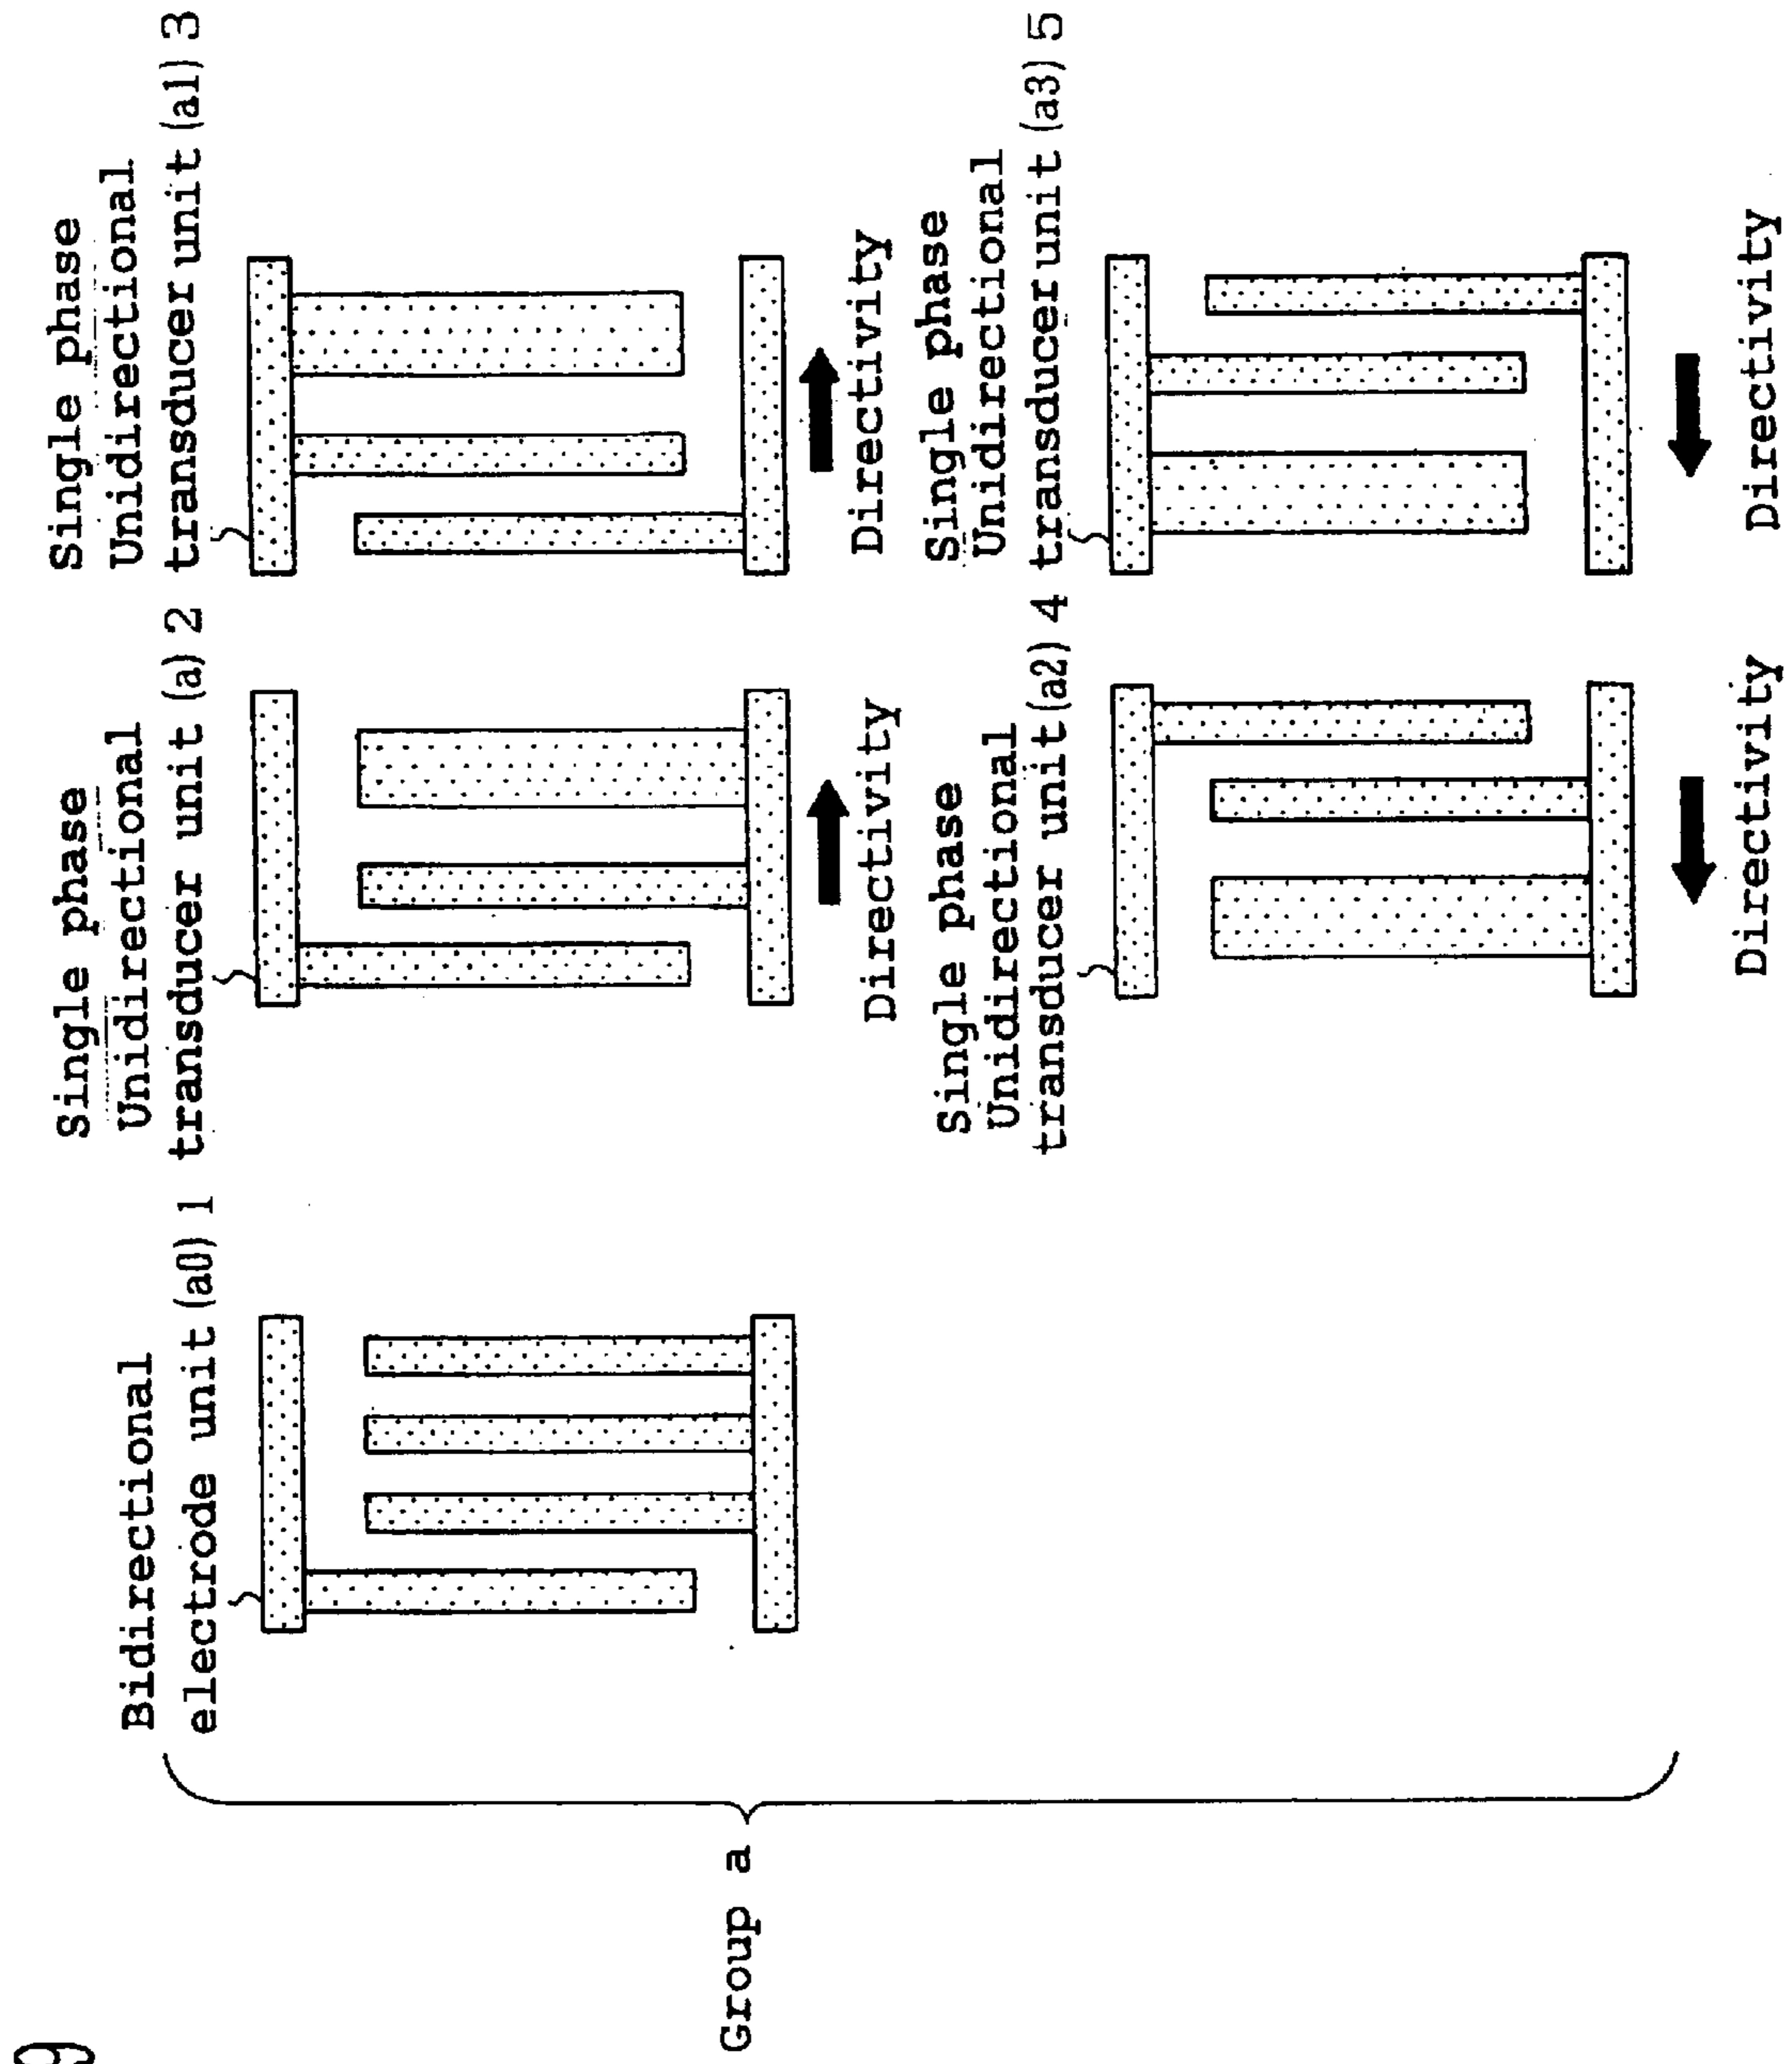 9
Group a
Bidirectional
electrode unit (a0) 1
Single phase
Unidirectional
transducer unit (a) 2
Directivity
Single phase
Unidirectional
transducer unit (a1) 3
Directivity
Single phase
Unidirectional
transducer unit (a2) 4
Directivity
Single phase
Unidirectional
transducer unit (a3) 5
Directivity